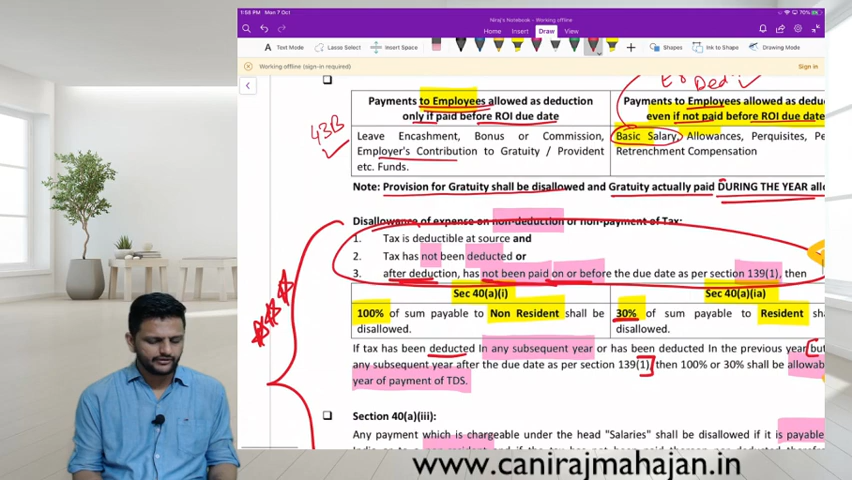 1:58 PM Mon 7 Oct
70%
Niraj's Notebook - Working offline
Home Insert Draw View
Text Mode Lasso Select Insert Space Shapes Ink to Shape Drawing Mode
Working offline (sign-in required) Sign in
Payments to Employees allowed as deduction
only if paid before ROI due date
Payments to Employees allowed as dedu
even if not paid before ROI due date
43B
Leave Encashment, Bonus or Commission,
Employer's Contribution to Gratuity / Provident
etc. Funds.
Basic Salary, Allowances, Perquisites, Pe
Retrenchment Compensation
Note: Provision for Gratuity shall be disallowed and Gratuity actually paid DURING THE YEAR allo
Disallowance of expense on non-deduction or non-payment of Tax:
1. Tax is deductible at source and
2. Tax has not been deducted or
3. after deduction, has not been paid on or before the due date as per section 139(1), then
Sec 40(a)(i)
100% of sum payable to Non Resident shall be
disallowed.
Sec 40(a)(ia)
30% of sum payable to Resident sha
disallowed.
If tax has been deducted In any subsequent year or has been deducted In the previous year but
any subsequent year after the due date as per section 139(1), then 100% or 30% shall be allowab
year of payment of TDS.
Section 40(a)(iii)
Any payment which is chargeable under the head "Salaries" shall be disallowed if it is payable
www.canirajmahajan.in